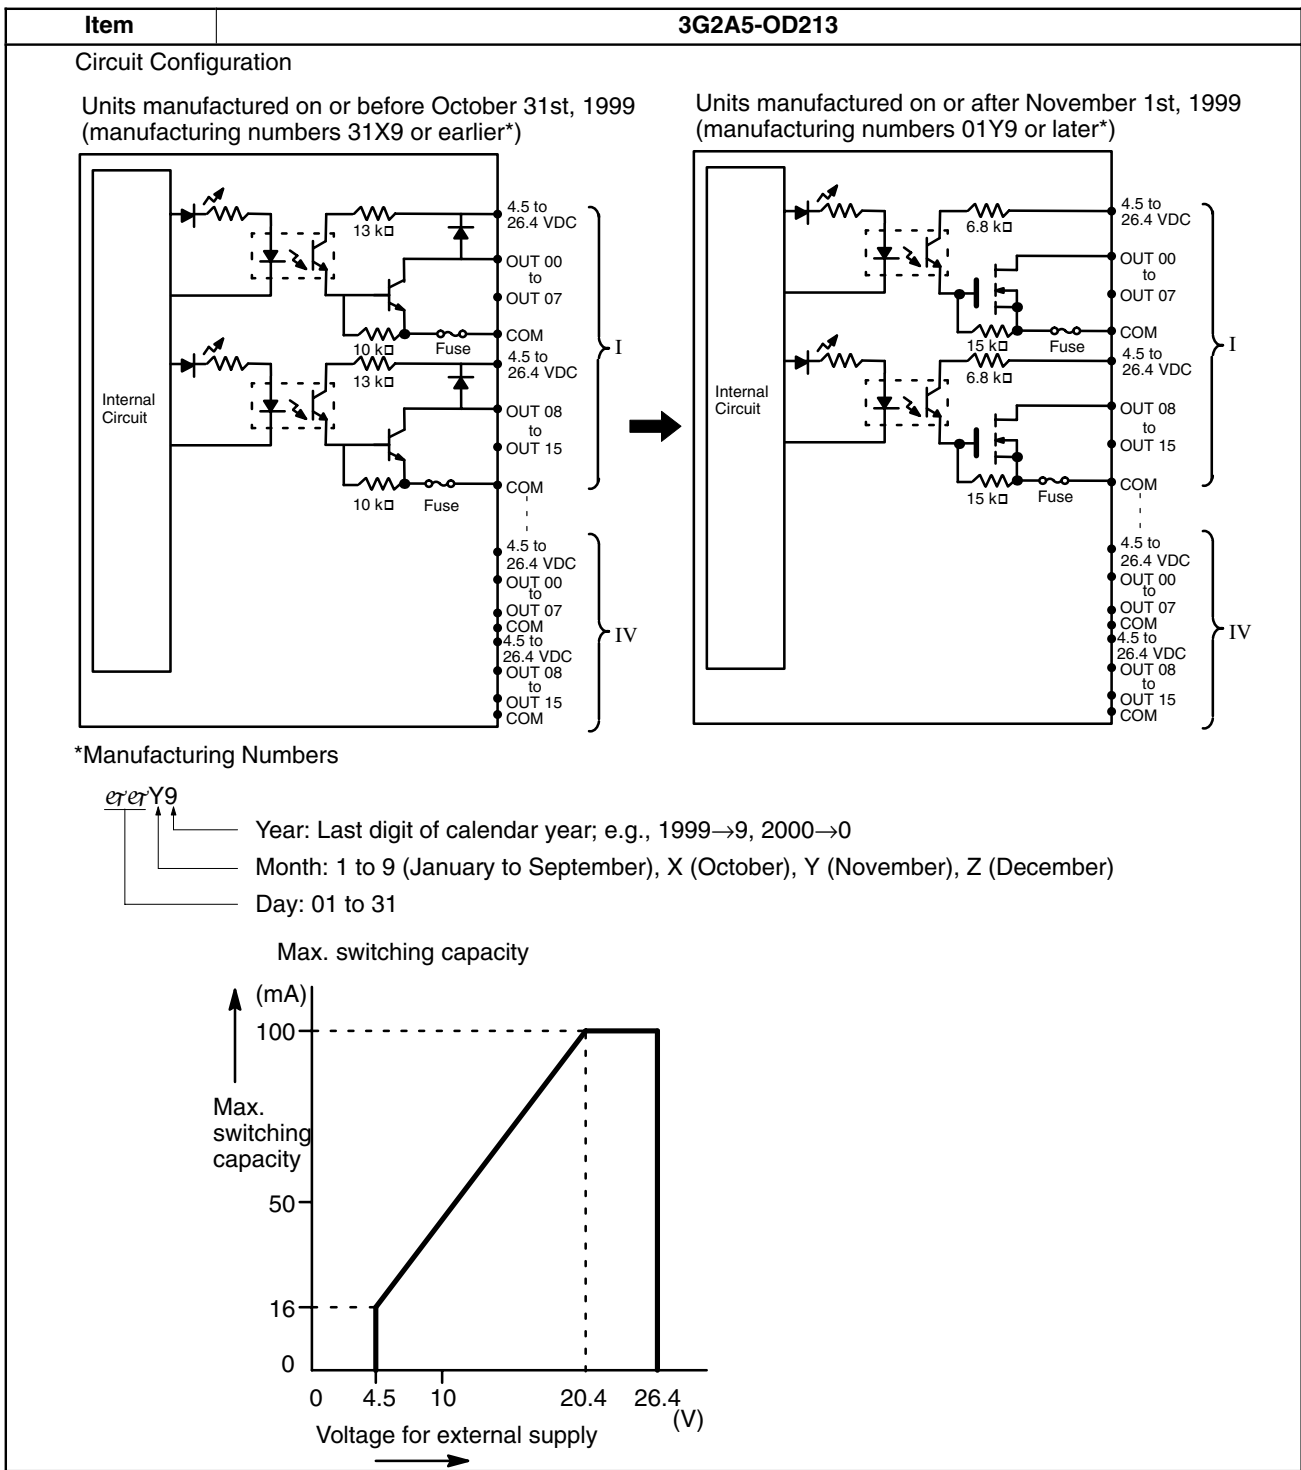 Item 3G2A5-OD213
Circuit Configuration
Units manufactured on or before October 31st, 1999
(manufacturing numbers 31X9 or earlier*)
4.5 to
26.4 VDC
13 k□
OUT 00
to
OUT 07
COM
10 k□
Fuse
4.5 to
26.4 VDC
13 k□
Internal
Circuit
OUT 08
to
OUT 15
COM
10 k□
Fuse
I
4.5 to
26.4 VDC
OUT 00
to
OUT 07
COM
4.5 to
26.4 VDC
OUT 08
to
OUT 15
COM
IV
Units manufactured on or after November 1st, 1999
(manufacturing numbers 01Y9 or later*)
4.5 to
26.4 VDC
6.8 k□
OUT 00
to
OUT 07
COM
15 k□
Fuse
4.5 to
26.4 VDC
6.8 k□
Internal
Circuit
OUT 08
to
OUT 15
COM
15 k□
Fuse
I
4.5 to
26.4 VDC
OUT 00
to
OUT 07
COM
4.5 to
26.4 VDC
OUT 08
to
OUT 15
COM
IV
*Manufacturing Numbers
Y9
Year: Last digit of calendar year; e.g., 1999→9, 2000→0
Month: 1 to 9 (January to September), X (October), Y (November), Z (December)
Day: 01 to 31
Max. switching capacity
(mA)
100
Max.
switching
capacity
50
16
0
0 4.5 10 20.4 26.4
(V)
Voltage for external supply